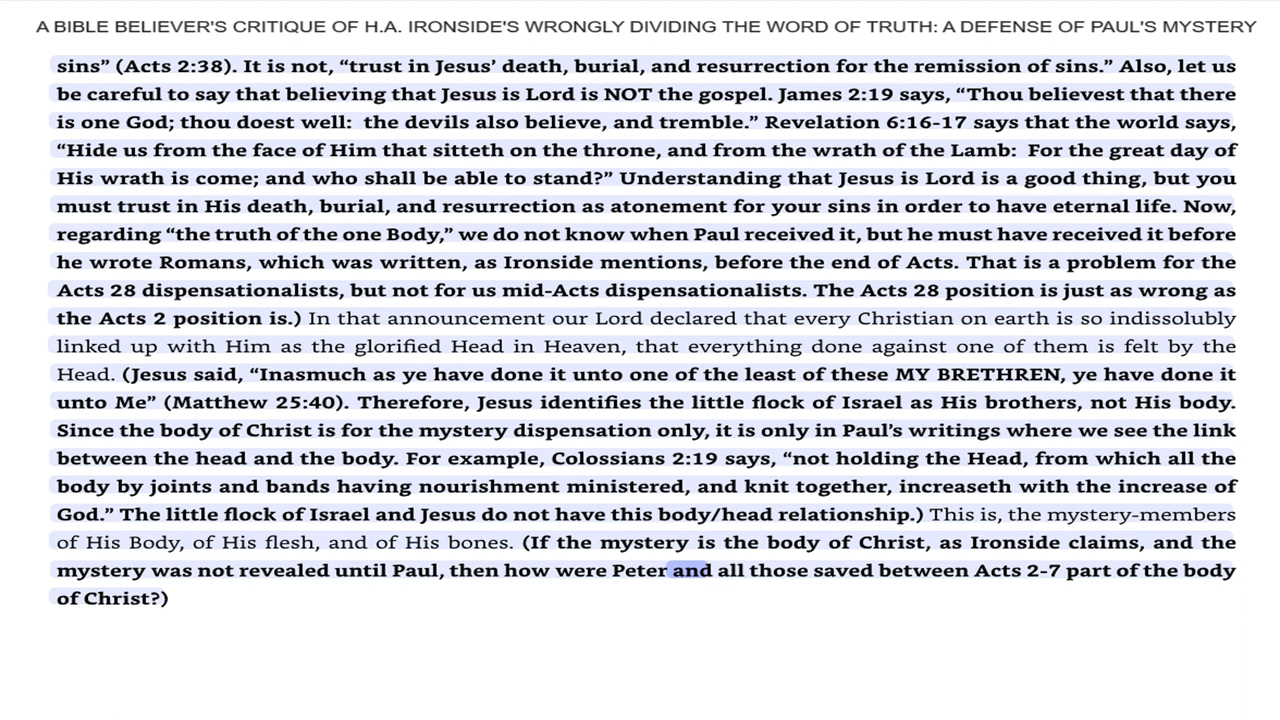 A BIBLE BELIEVER'S CRITIQUE OF H.A. IRONSIDE'S WRONGLY DIVIDING THE WORD OF TRUTH: A DEFENSE OF PAUL'S MYSTERY
sins” (Acts 2:38). It is not, “trust in Jesus’ death, burial, and resurrection for the remission of sins.” Also, let us
be careful to say that believing that Jesus is Lord is NOT the gospel. James 2:19 says, “Thou believest that there
is one God; thou doest well:  the devils also believe, and tremble.” Revelation 6:16-17 says that the world says,
“Hide us from the face of Him that sitteth on the throne, and from the wrath of the Lamb:  For the great day of
His wrath is come; and who shall be able to stand?” Understanding that Jesus is Lord is a good thing, but you
must trust in His death, burial, and resurrection as atonement for your sins in order to have eternal life. Now,
regarding “the truth of the one Body,” we do not know when Paul received it, but he must have received it before
he wrote Romans, which was written, as Ironside mentions, before the end of Acts. That is a problem for the
Acts 28 dispensationalists, but not for us mid-Acts dispensationalists. The Acts 28 position is just as wrong as
the Acts 2 position is.) In that announcement our Lord declared that every Christian on earth is so indissolubly
linked up with Him as the glorified Head in Heaven, that everything done against one of them is felt by the
Head. (Jesus said, “Inasmuch as ye have done it unto one of the least of these MY BRETHREN, ye have done it
unto Me” (Matthew 25:40). Therefore, Jesus identifies the little flock of Israel as His brothers, not His body.
Since the body of Christ is for the mystery dispensation only, it is only in Paul’s writings where we see the link
between the head and the body. For example, Colossians 2:19 says, “not holding the Head, from which all the
body by joints and bands having nourishment ministered, and knit together, increaseth with the increase of
God.” The little flock of Israel and Jesus do not have this body/head relationship.) This is, the mystery-members
of His Body, of His flesh, and of His bones. (If the mystery is the body of Christ, as Ironside claims, and the
mystery was not revealed until Paul, then how were Peter and all those saved between Acts 2-7 part of the body
of Christ?)